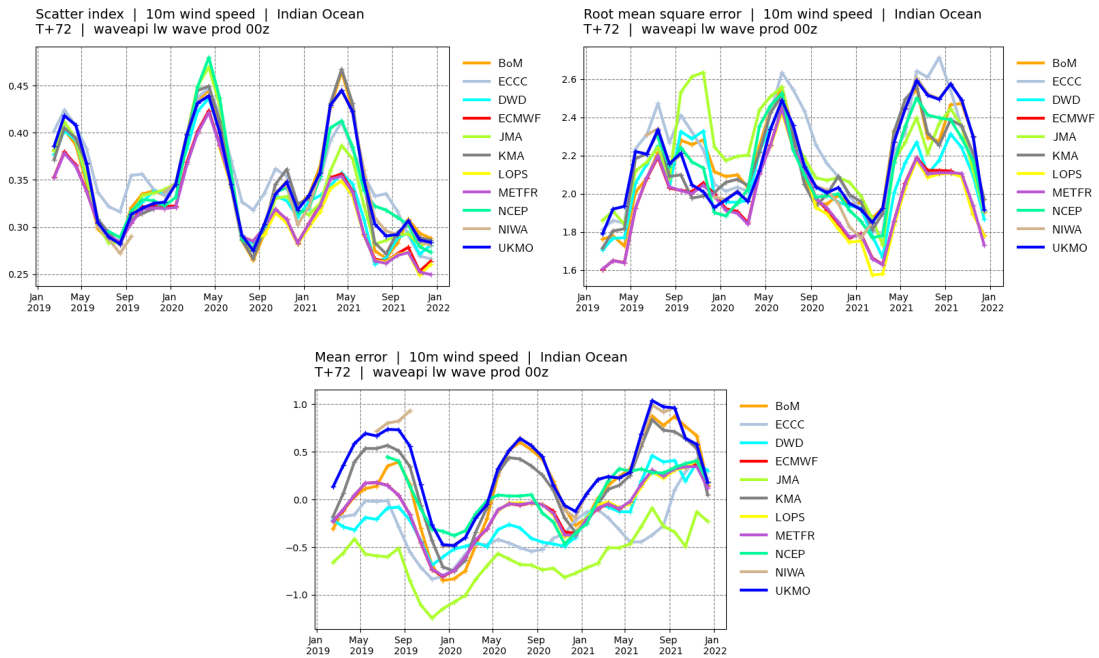 Scatter index | 10m wind speed | Indian Ocean
T+72 | waveapi lw wave prod 00z
0.45
0.40
0.35
0.30
0.25
Jan 2019
May 2019
Sep 2019
Jan 2020
May 2020
Sep 2020
Jan 2021
May 2021
Sep 2021
Jan 2022
BoM
ECCC
DWD
ECMWF
JMA
KMA
LOPS
METFR
NCEP
NIWA
UKMO
Root mean square error | 10m wind speed | Indian Ocean
T+72 | waveapi lw wave prod 00z
2.6
2.4
2.2
2.0
1.8
1.6
Jan 2019
May 2019
Sep 2019
Jan 2020
May 2020
Sep 2020
Jan 2021
May 2021
Sep 2021
Jan 2022
BoM
ECCC
DWD
ECMWF
JMA
KMA
LOPS
METFR
NCEP
NIWA
UKMO
Mean error | 10m wind speed | Indian Ocean
T+72 | waveapi lw wave prod 00z
1.0
0.5
0.0
−0.5
−1.0
Jan 2019
May 2019
Sep 2019
Jan 2020
May 2020
Sep 2020
Jan 2021
May 2021
Sep 2021
Jan 2022
BoM
ECCC
DWD
ECMWF
JMA
KMA
LOPS
METFR
NCEP
NIWA
UKMO